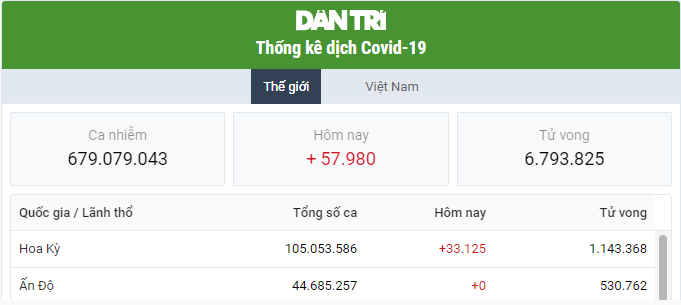 DÂN TRÍ
Thống kê dịch Covid-19
Thế giới Việt Nam
Ca nhiễm Hôm nay Tử vong
679.079.043 + 57.980 6.793.825
Quốc gia / Lãnh thổ Tổng số ca Hôm nay Tử vong
Hoa Kỳ 105.053.586 +33.125 1.143.368
Ấn Độ 44.685.257 +0 530.762